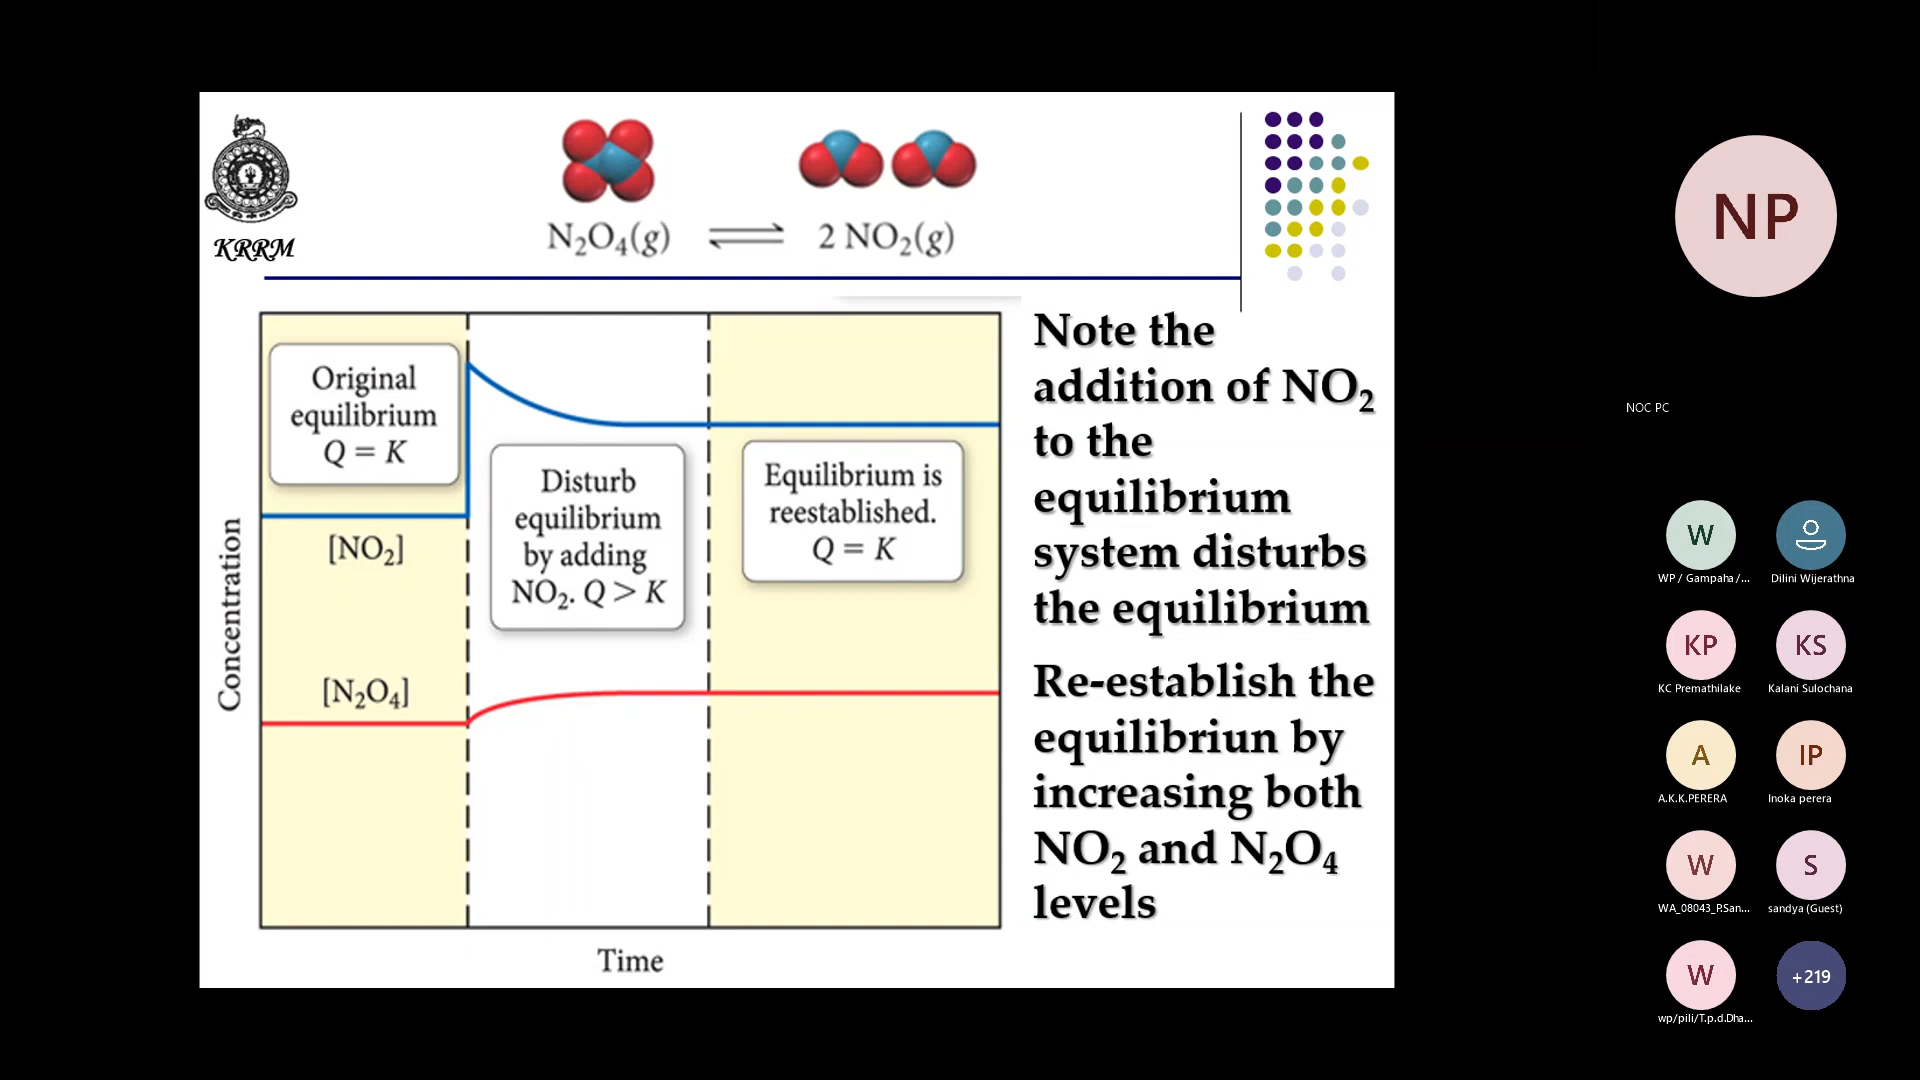 KRRM
N₂O₄(g) ⇌ 2 NO₂(g)
Original
equilibrium
Q = K
[NO₂]
[N₂O₄]
Disturb
equilibrium
by adding
NO₂. Q > K
Equilibrium is
reestablished.
Q = K
Concentration
Time
Note the
addition of NO₂
to the
equilibrium
system disturbs
the equilibrium
Re-establish the
equilibriun by
increasing both
NO₂ and N₂O₄
levels
NP
NOC PC
W
WP / Gampaha /...
Dilini Wijerathna
KP
KC Premathilake
KS
Kalani Sulochana
A
A.K.K.PERERA
IP
Inoka perera
W
WA_08043_P.San...
S
sandya (Guest)
W
wp/pili/T.p.d.Dha...
+219